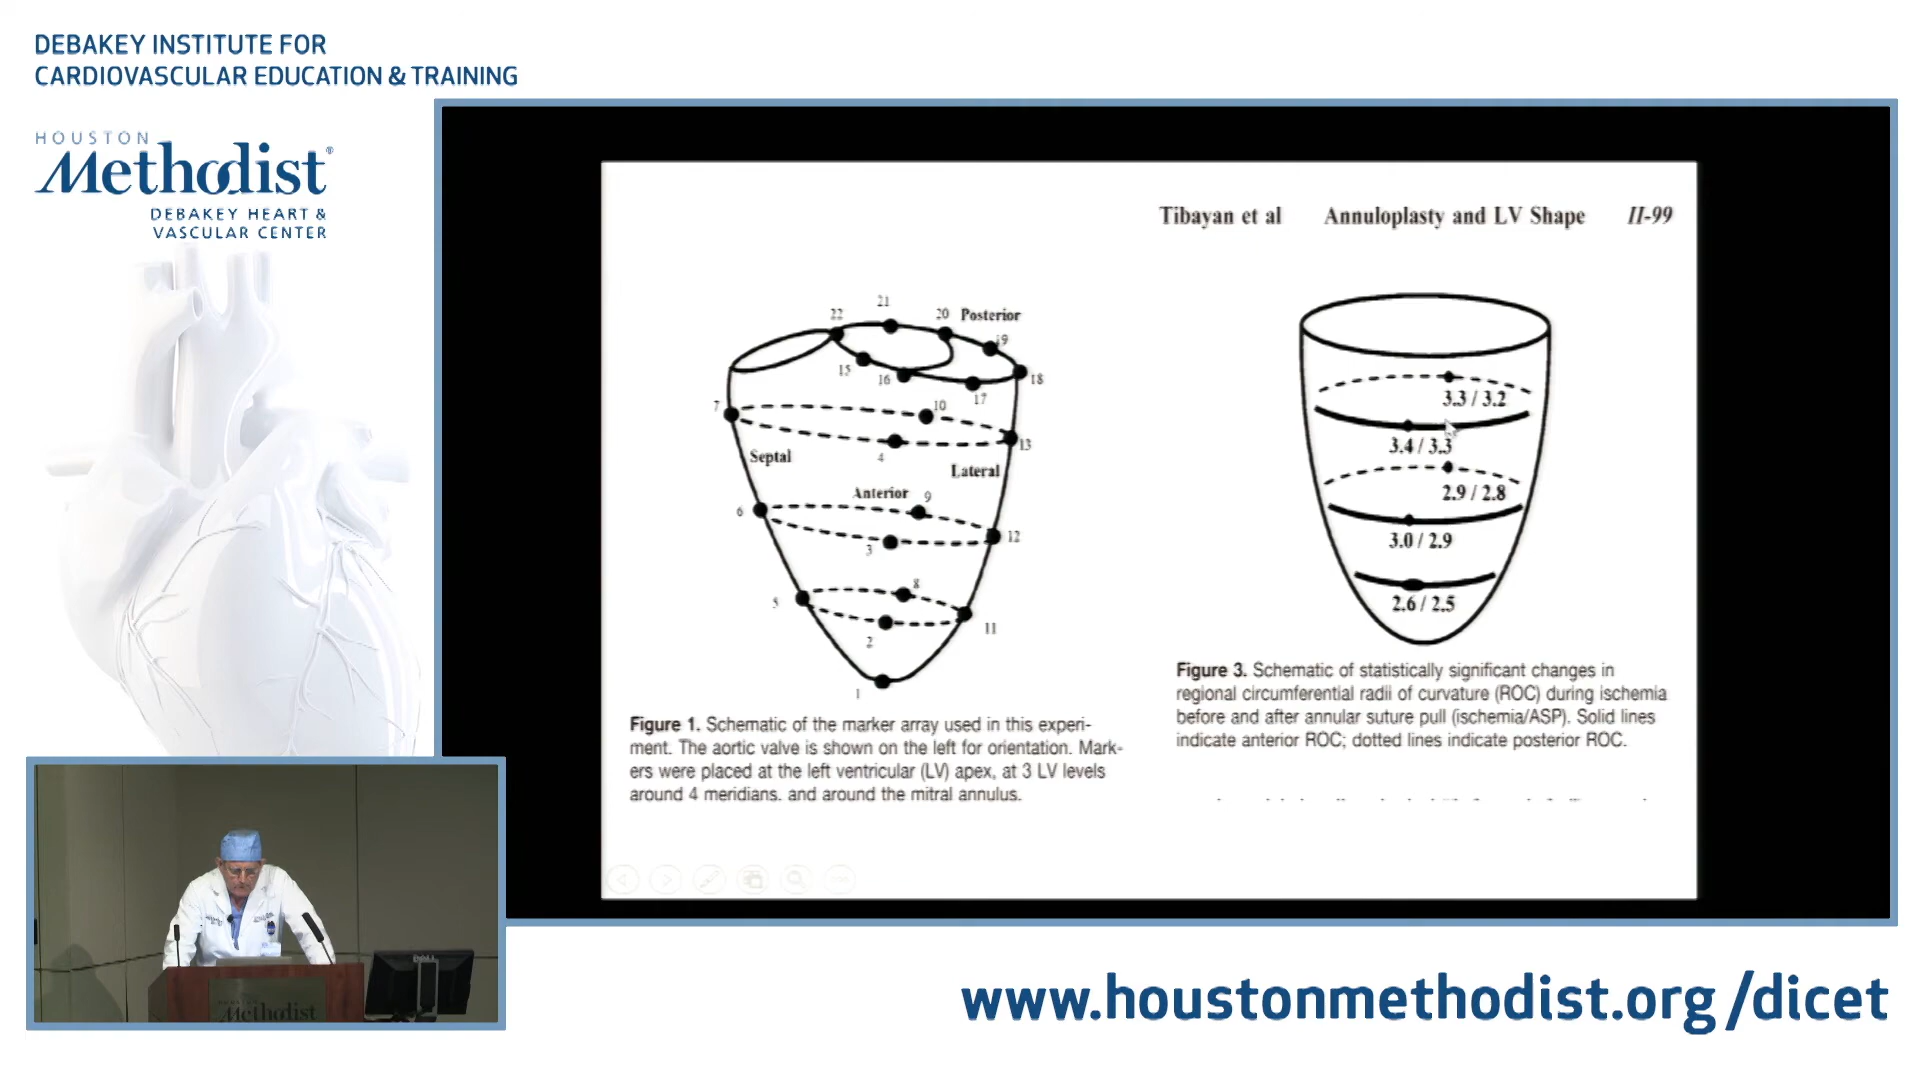 DEBAKEY INSTITUTE FOR
CARDIOVASCULAR EDUCATION & TRAINING
HOUSTON
Methodist®
DEBAKEY HEART &
VASCULAR CENTER
Tibayan et al Annuloplasty and LV Shape II-99
21
22
20 Posterior
19
15
16
18
17
7
10
4
13
Septal
Lateral
Anterior
9
6
3
12
8
5
2
11
1
3.3 / 3.2
3.4 / 3.3
2.9 / 2.8
3.0 / 2.9
2.6 / 2.5
Figure 1. Schematic of the marker array used in this experi-
ment. The aortic valve is shown on the left for orientation. Mark-
ers were placed at the left ventricular (LV) apex, at 3 LV levels
around 4 meridians, and around the mitral annulus.
Figure 3. Schematic of statistically significant changes in
regional circumferential radii of curvature (ROC) during ischemia
before and after annular suture pull (ischemia/ASP). Solid lines
indicate anterior ROC; dotted lines indicate posterior ROC.
DELL
HOUSTON
Methodist
www.houstonmethodist.org/dicet